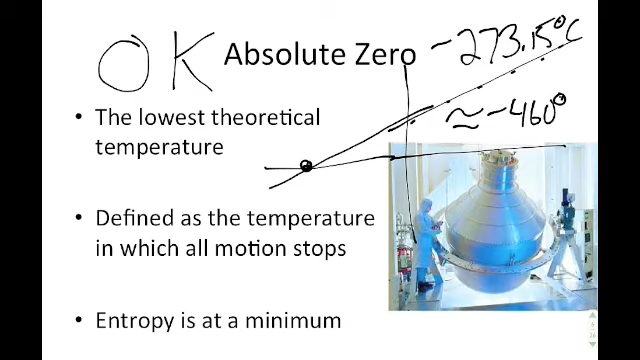 0 K Absolute Zero -273.15°C
≈ -460°
• The lowest theoretical
temperature
• Defined as the temperature
in which all motion stops
• Entropy is at a minimum